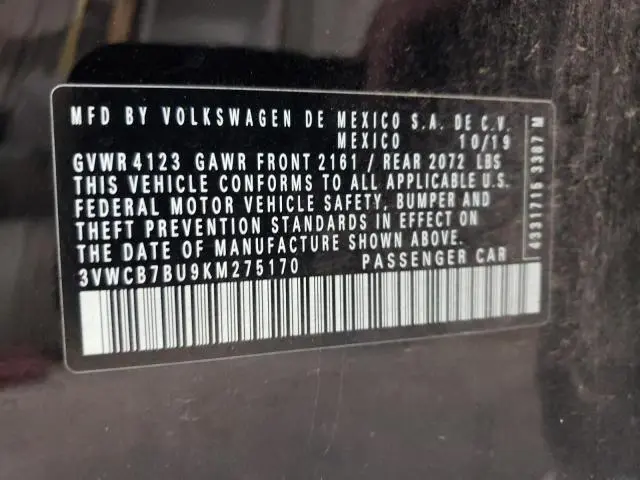 MFD BY VOLKSWAGEN DE MEXICO S.A. DE C.V.
MEXICO 10/19
GVWR 4123 GAWR FRONT 2161 / REAR 2072 LBS
THIS VEHICLE CONFORMS TO ALL APPLICABLE U.S.
FEDERAL MOTOR VEHICLE SAFETY, BUMPER AND
THEFT PREVENTION STANDARDS IN EFFECT ON
THE DATE OF MANUFACTURE SHOWN ABOVE.
3VWCB7BU9KM275170 PASSENGER CAR
4331715 3387 M